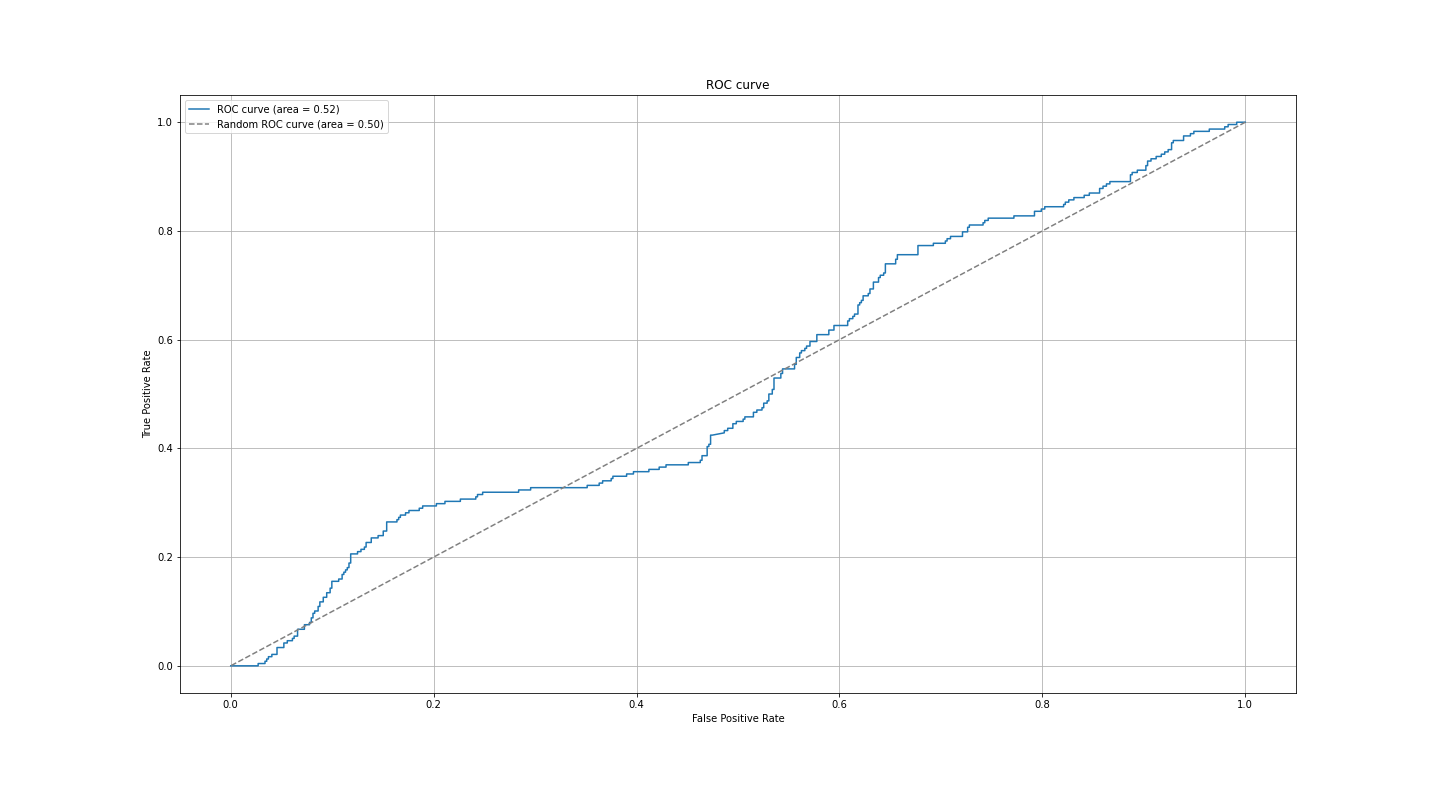 ROC curve
ROC curve (area = 0.52)
Random ROC curve (area = 0.50)
1.0
0.8
0.6
0.4
0.2
0.0
True Positive Rate
0.0 0.2 0.4 0.6 0.8 1.0
False Positive Rate